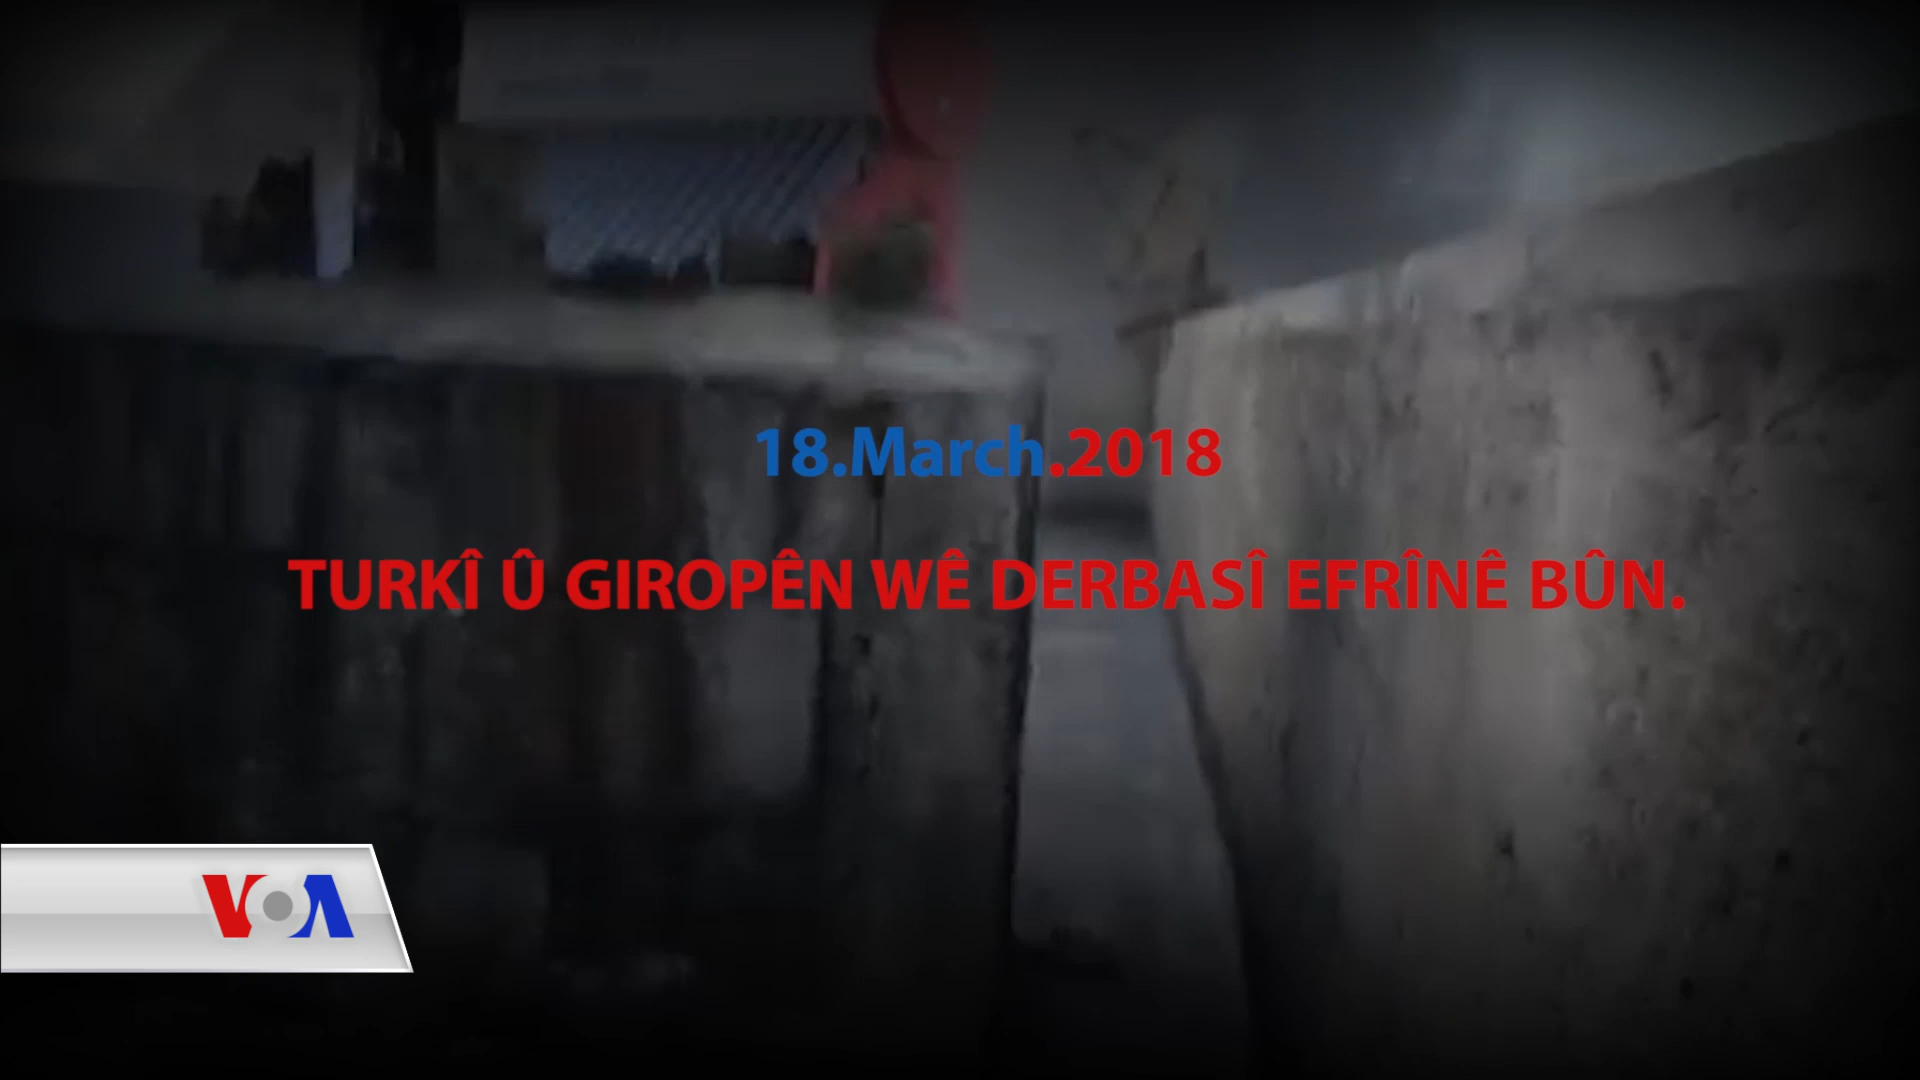 18.March.2018
TURKÎ Û GIROPÊN WÊ DERBASÎ EFRÎNÊ BÛN.
VOA